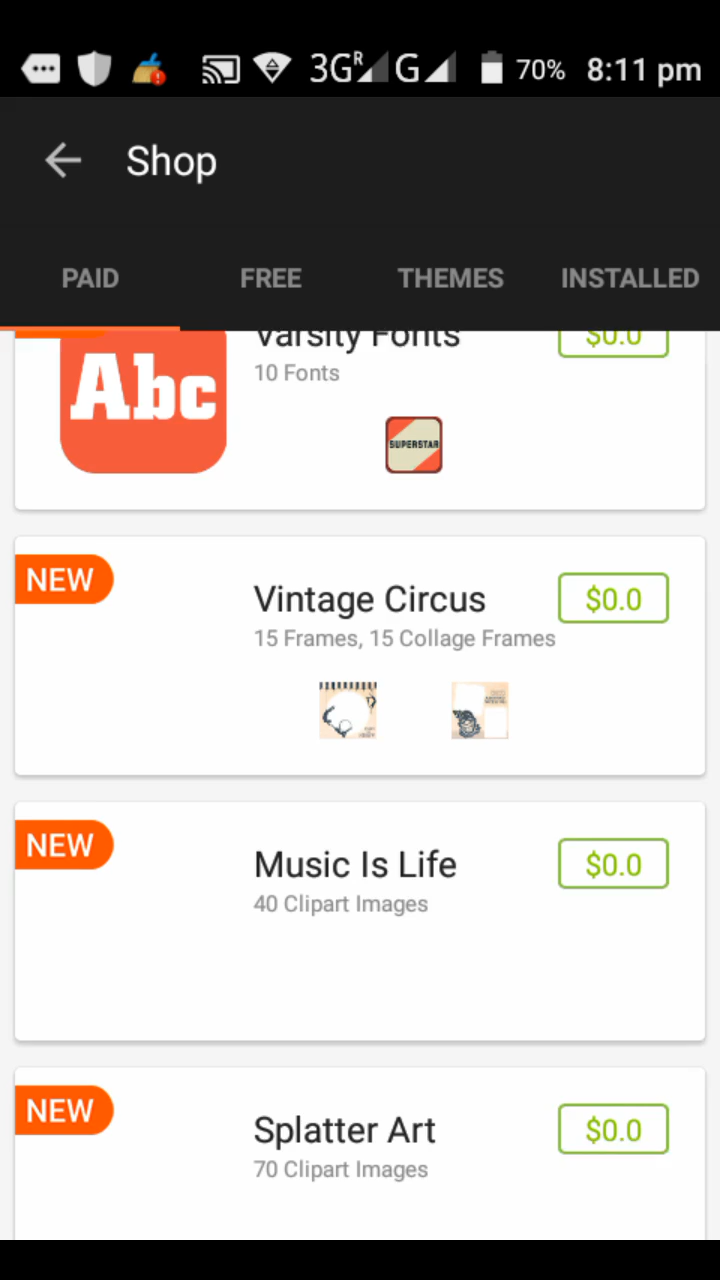 3G R G 70% 8:11 pm
Shop
PAID FREE THEMES INSTALLED
Varsity Fonts $0.0
10 Fonts
Abc
SUPERSTAR
NEW
Vintage Circus $0.0
15 Frames, 15 Collage Frames
NEW
Music Is Life $0.0
40 Clipart Images
NEW
Splatter Art $0.0
70 Clipart Images